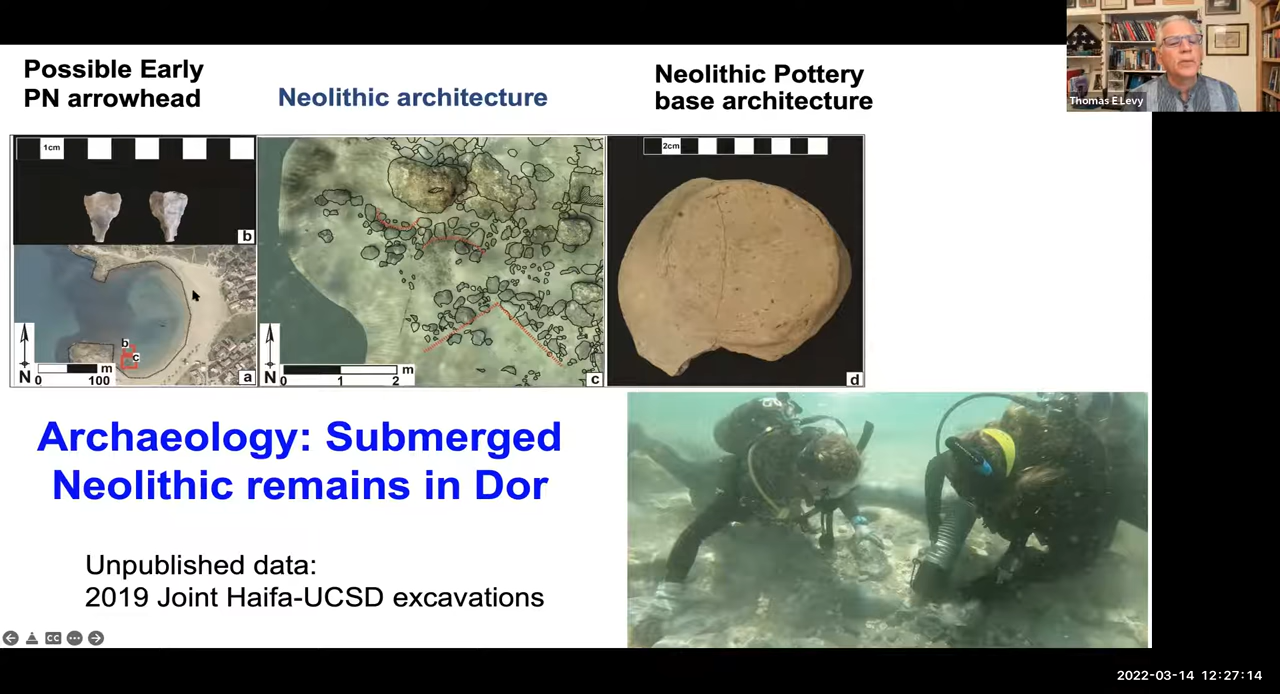 Possible Early
PN arrowhead
Neolithic architecture
Neolithic Pottery
base architecture
Thomas E Levy
1cm
b
N
0
m
100
b
c
a
N
0
1
m
2
c
2cm
d
Archaeology: Submerged
Neolithic remains in Dor
Unpublished data:
2019 Joint Haifa-UCSD excavations
CC
2022-03-14 12:27:14